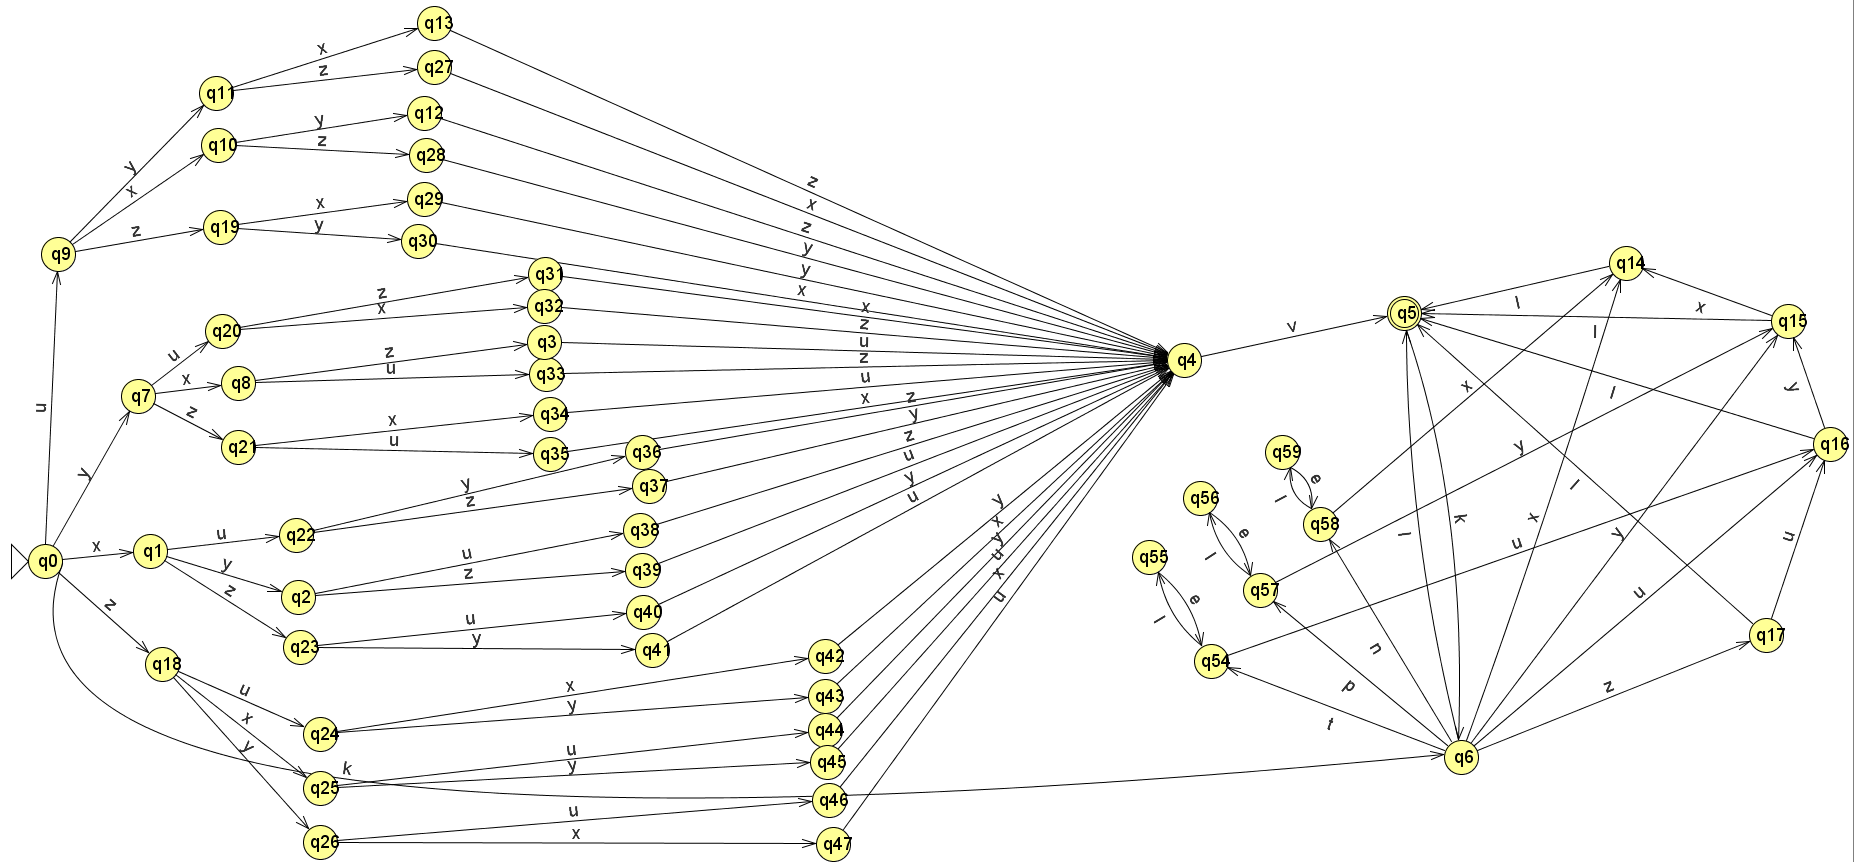 q13
x
q27
z
q11
q12
y
q10
z
q28
y
x
z
x
q29
z
x
x
q19
z
y
y
q30
q9
z
y
y
x
q14
q31
z
x
l
q32
x
q20
x
z
q5
q15
v
l
u
q3
z
u
q33
z
q4
u
x
q8
u
q7
z
x
q34
u
x
x
l
y
u
n
q21
u
q35
z
y
z
q36
q59
y
q16
y
e
y
z
q37
u
q56
l
l
q22
u
q38
y
q58
k
x
u
y
e
l
x
q0
q1
u
u
y
x
y
u
q55
l
y
z
q39
x
q57
z
q2
u
e
u
q40
u
z
l
q17
q23
y
q41
n
q18
q42
q54
x
p
z
u
q43
y
t
x
q24
q44
y
u
q45
q6
k
y
q25
q46
u
x
q26
q47